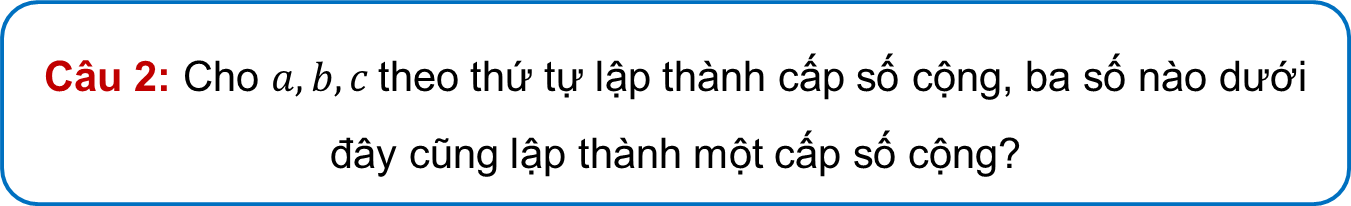 Câu 2: Cho a, b, c theo thứ tự lập thành cấp số cộng, ba số nào dưới
đây cũng lập thành một cấp số cộng?